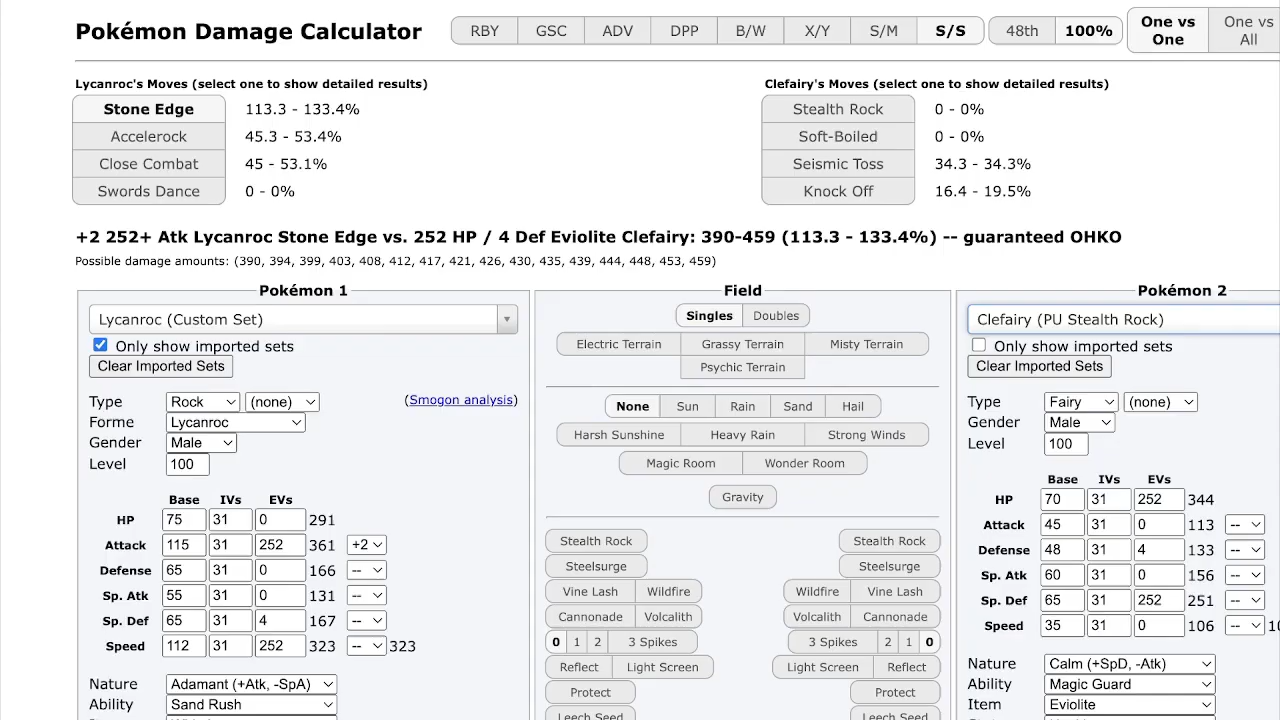 Pokémon Damage Calculator RBY GSC ADV DPP B/W X/Y S/M S/S 48th 100% One vs One One vs All
Lycanroc's Moves (select one to show detailed results) Clefairy's Moves (select one to show detailed results)
Stone Edge 113.3 - 133.4% Stealth Rock 0 - 0%
Accelerock 45.3 - 53.4% Soft-Boiled 0 - 0%
Close Combat 45 - 53.1% Seismic Toss 34.3 - 34.3%
Swords Dance 0 - 0% Knock Off 16.4 - 19.5%
+2 252+ Atk Lycanroc Stone Edge vs. 252 HP / 4 Def Eviolite Clefairy: 390-459 (113.3 - 133.4%) -- guaranteed OHKO
Possible damage amounts: (390, 394, 399, 403, 408, 412, 417, 421, 426, 430, 435, 439, 444, 448, 453, 459)
Pokémon 1
Lycanroc (Custom Set)
Only show imported sets
Clear Imported Sets
Type Rock (none) (Smogon analysis)
Forme Lycanroc
Gender Male
Level 100
Base IVs EVs
HP 75 31 0 291
Attack 115 31 252 361 +2
Defense 65 31 0 166 --
Sp. Atk 55 31 0 131 --
Sp. Def 65 31 4 167 --
Speed 112 31 252 323 -- 323
Nature Adamant (+Atk, -SpA)
Ability Sand Rush
Field
Singles Doubles
Electric Terrain Grassy Terrain Misty Terrain
Psychic Terrain
None Sun Rain Sand Hail
Harsh Sunshine Heavy Rain Strong Winds
Magic Room Wonder Room
Gravity
Stealth Rock Stealth Rock
Steelsurge Steelsurge
Vine Lash Wildfire Wildfire Vine Lash
Cannonade Volcalith Volcalith Cannonade
0 1 2 3 Spikes 3 Spikes 2 1 0
Reflect Light Screen Light Screen Reflect
Protect Protect
Leech Seed Leech Seed
Pokémon 2
Clefairy (PU Stealth Rock)
Only show imported sets
Clear Imported Sets
Type Fairy (none)
Gender Male
Level 100
Base IVs EVs
HP 70 31 252 344
Attack 45 31 0 113 --
Defense 48 31 4 133 --
Sp. Atk 60 31 0 156 --
Sp. Def 65 31 252 251 --
Speed 35 31 0 106 --
Nature Calm (+SpD, -Atk)
Ability Magic Guard
Item Eviolite